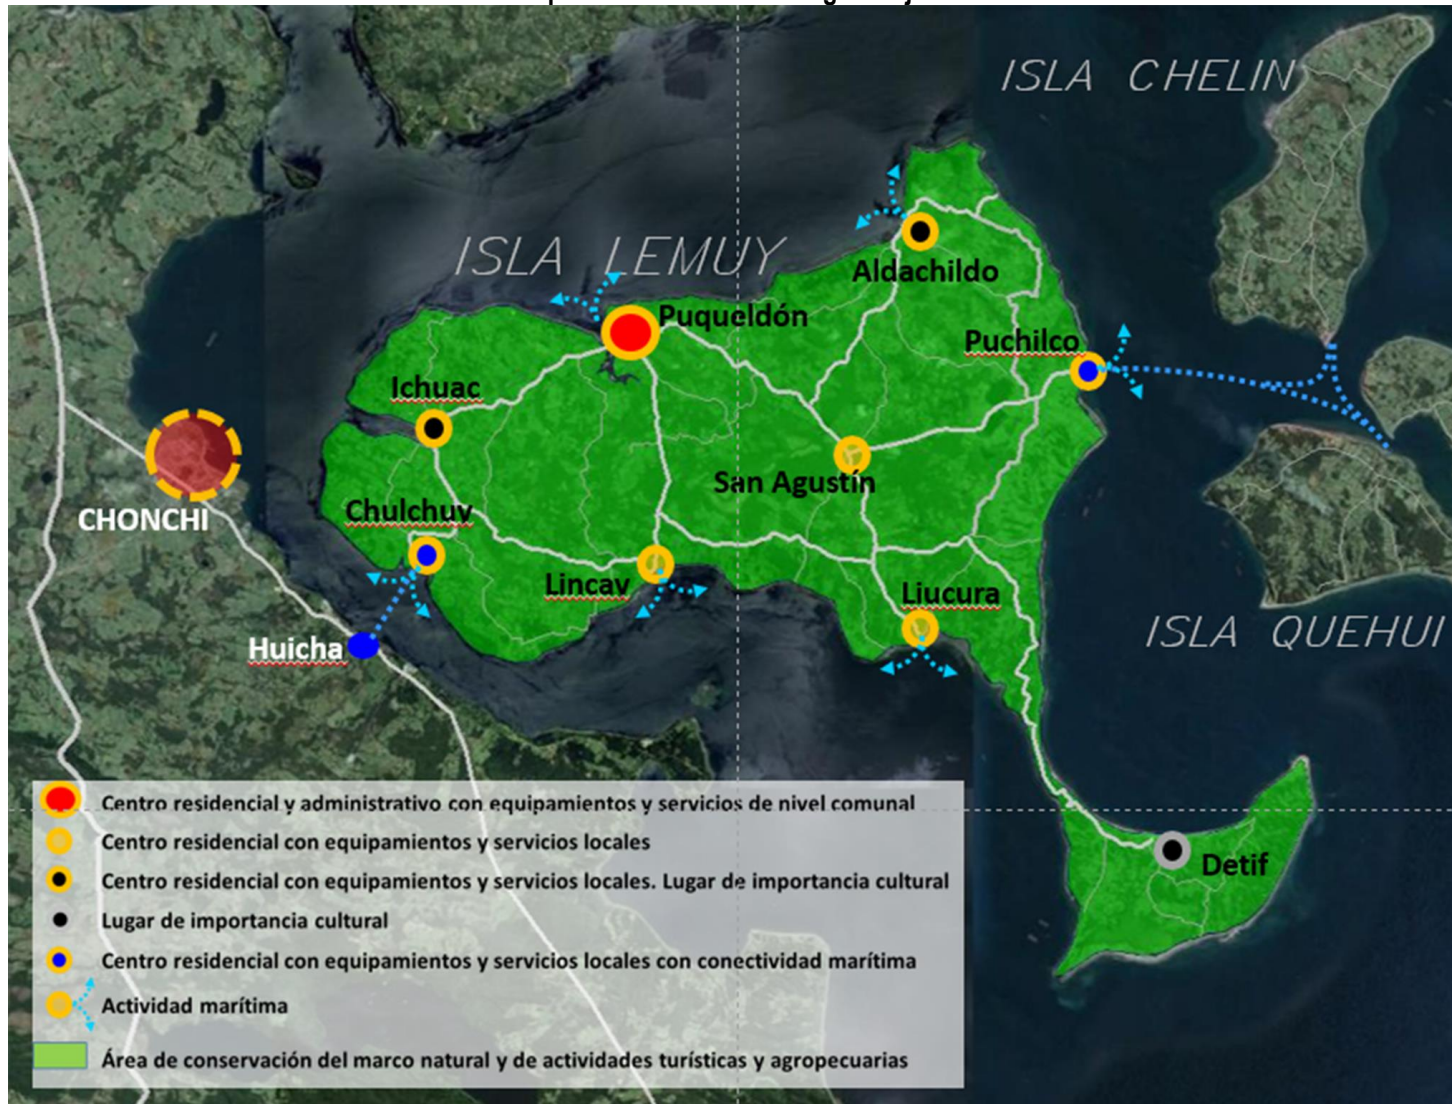 ISLA CHELIN
ISLA LEMUY
Aldachildo
Puqueldón
Puchilco
Ichuac
San Agustín
Chulchuy
CHONCHI
Lincay
Liucura
Huicha
ISLA QUEHUI
Detif
Centro residencial y administrativo con equipamientos y servicios de nivel comunal
Centro residencial con equipamientos y servicios locales
Centro residencial con equipamientos y servicios locales. Lugar de importancia cultural
Lugar de importancia cultural
Centro residencial con equipamientos y servicios locales con conectividad marítima
Actividad marítima
Área de conservación del marco natural y de actividades turísticas y agropecuarias